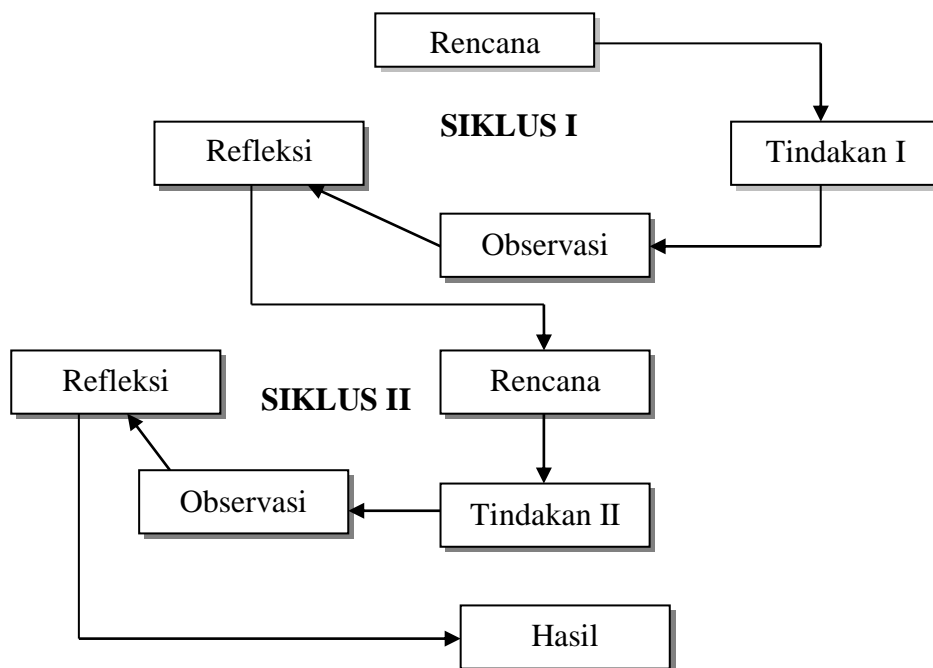 Rencana
SIKLUS I
Refleksi
Tindakan I
Observasi
Rencana
Refleksi
SIKLUS II
Observasi
Tindakan II
Hasil